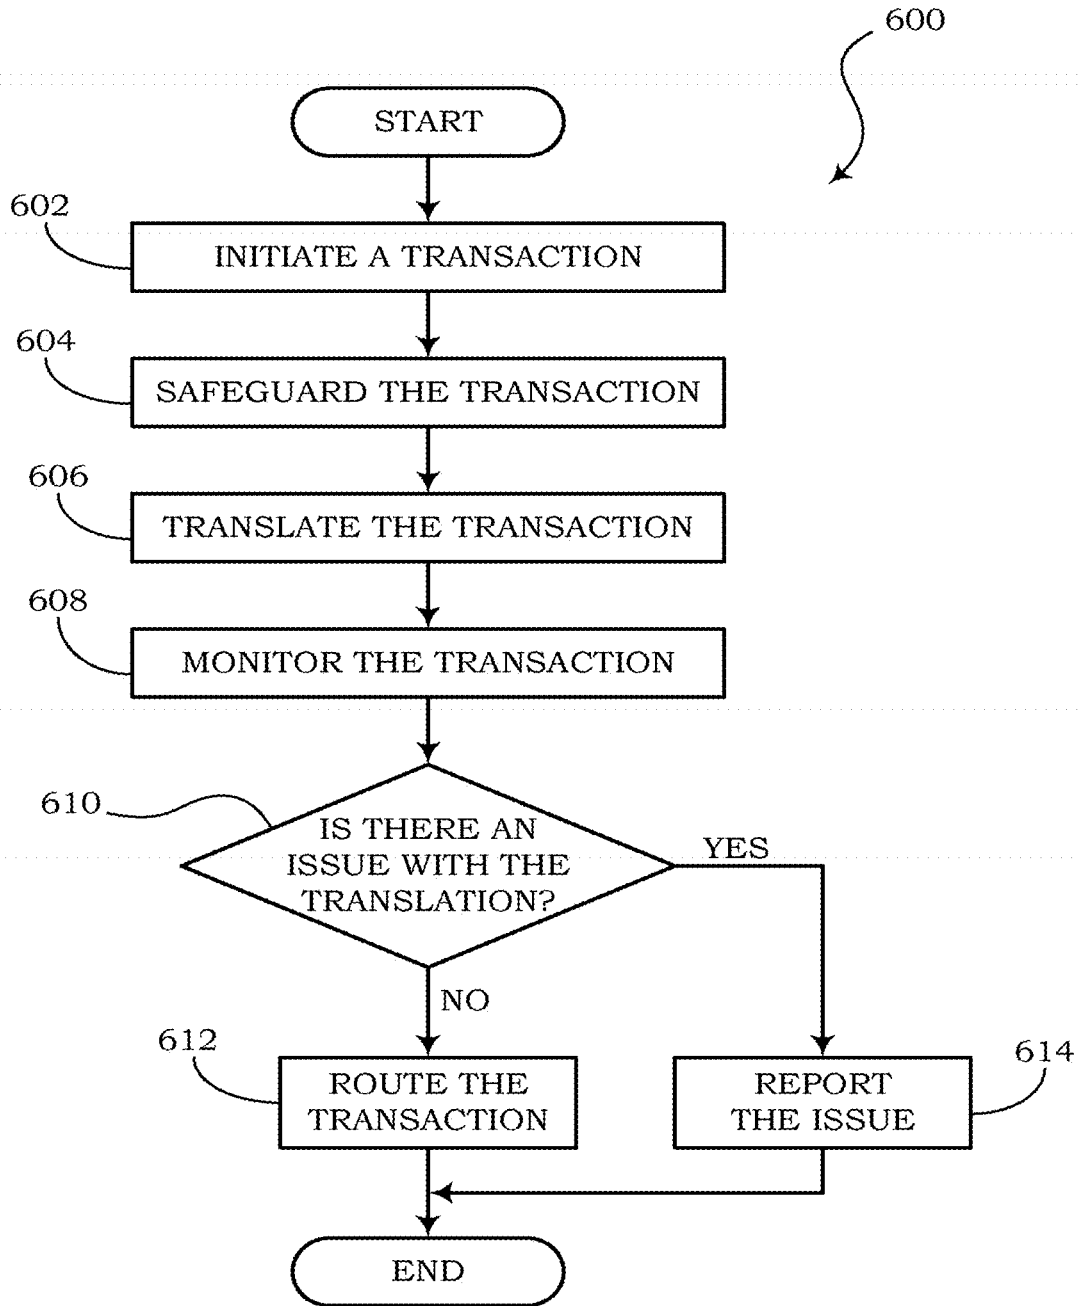 600
START
602
INITIATE A TRANSACTION
604
SAFEGUARD THE TRANSACTION
606
TRANSLATE THE TRANSACTION
608
MONITOR THE TRANSACTION
610
IS THERE AN
ISSUE WITH THE
TRANSLATION?
YES
NO
612
ROUTE THE
TRANSACTION
614
REPORT
THE ISSUE
END